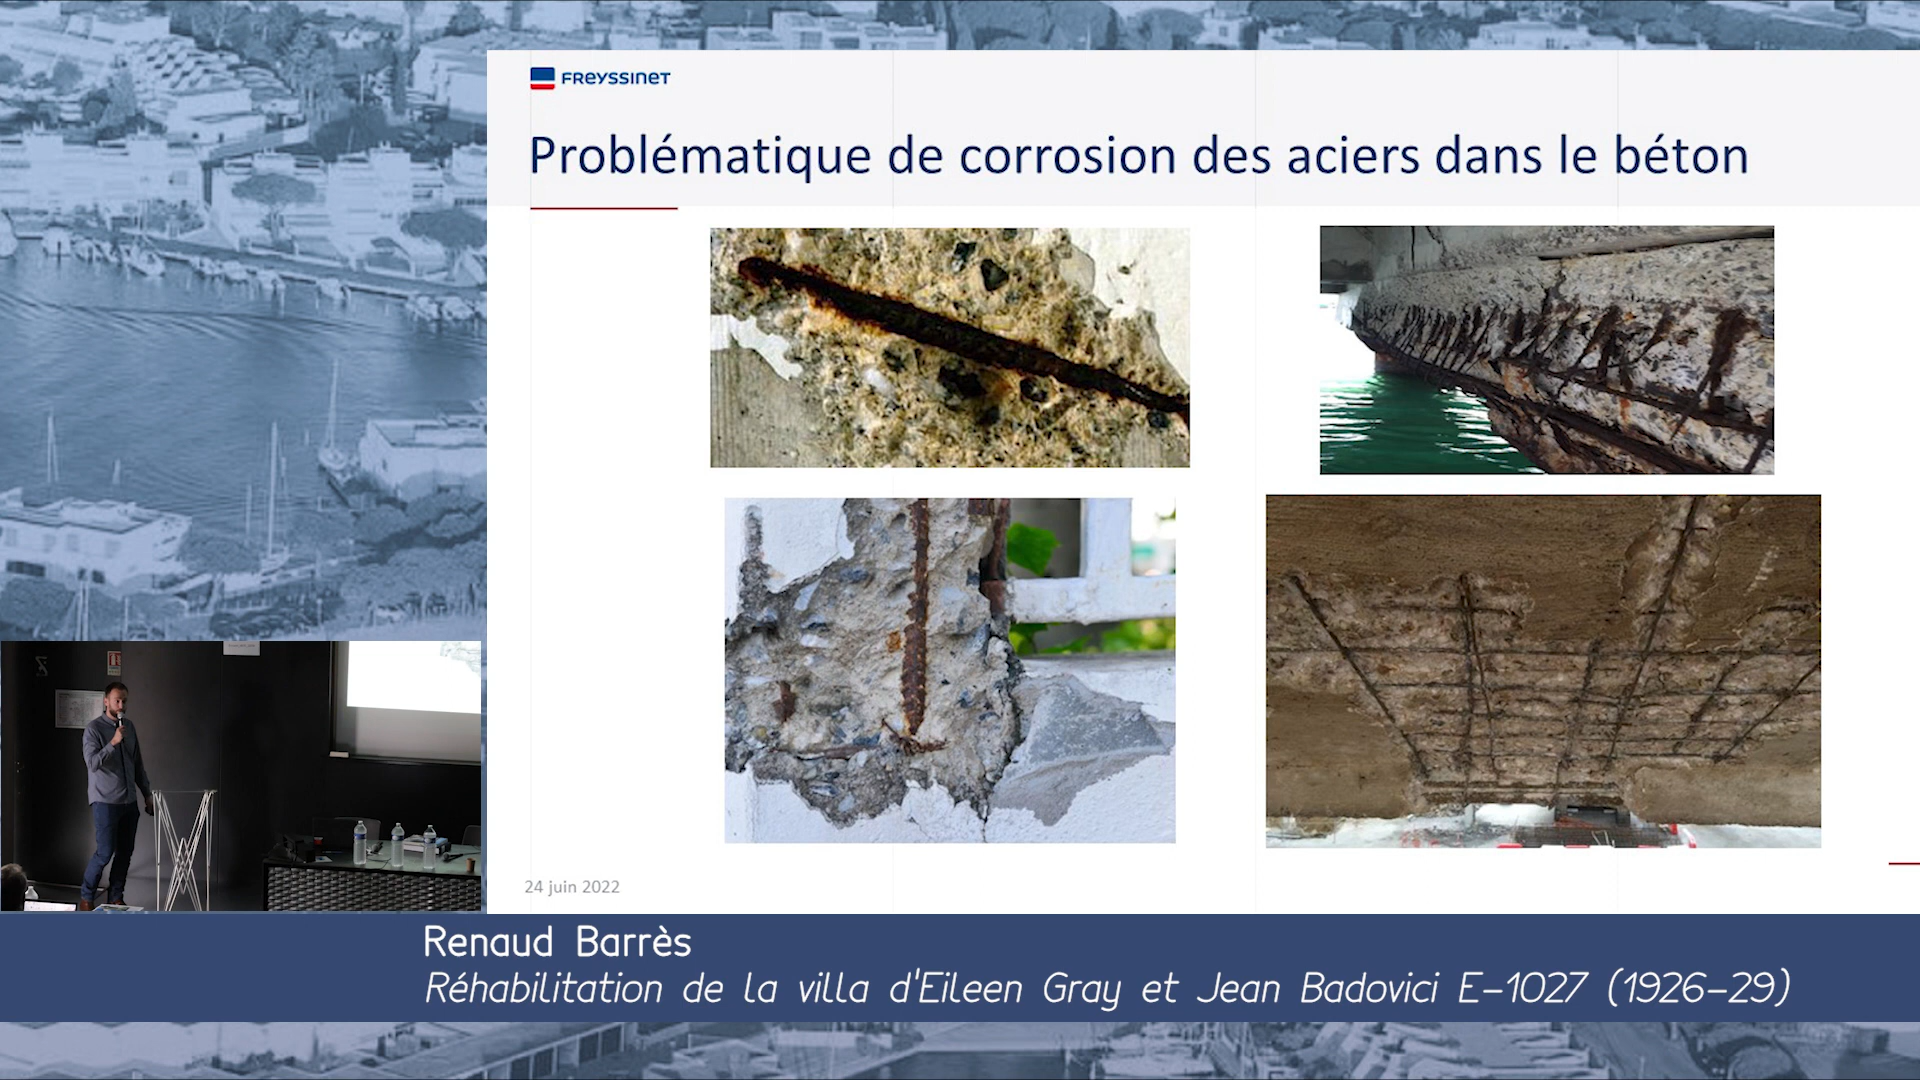 FREYSSINET
Problématique de corrosion des aciers dans le béton
24 juin 2022
Renaud Barrès
Réhabilitation de la villa d'Eileen Gray et Jean Badovici E-1027 (1926-29)